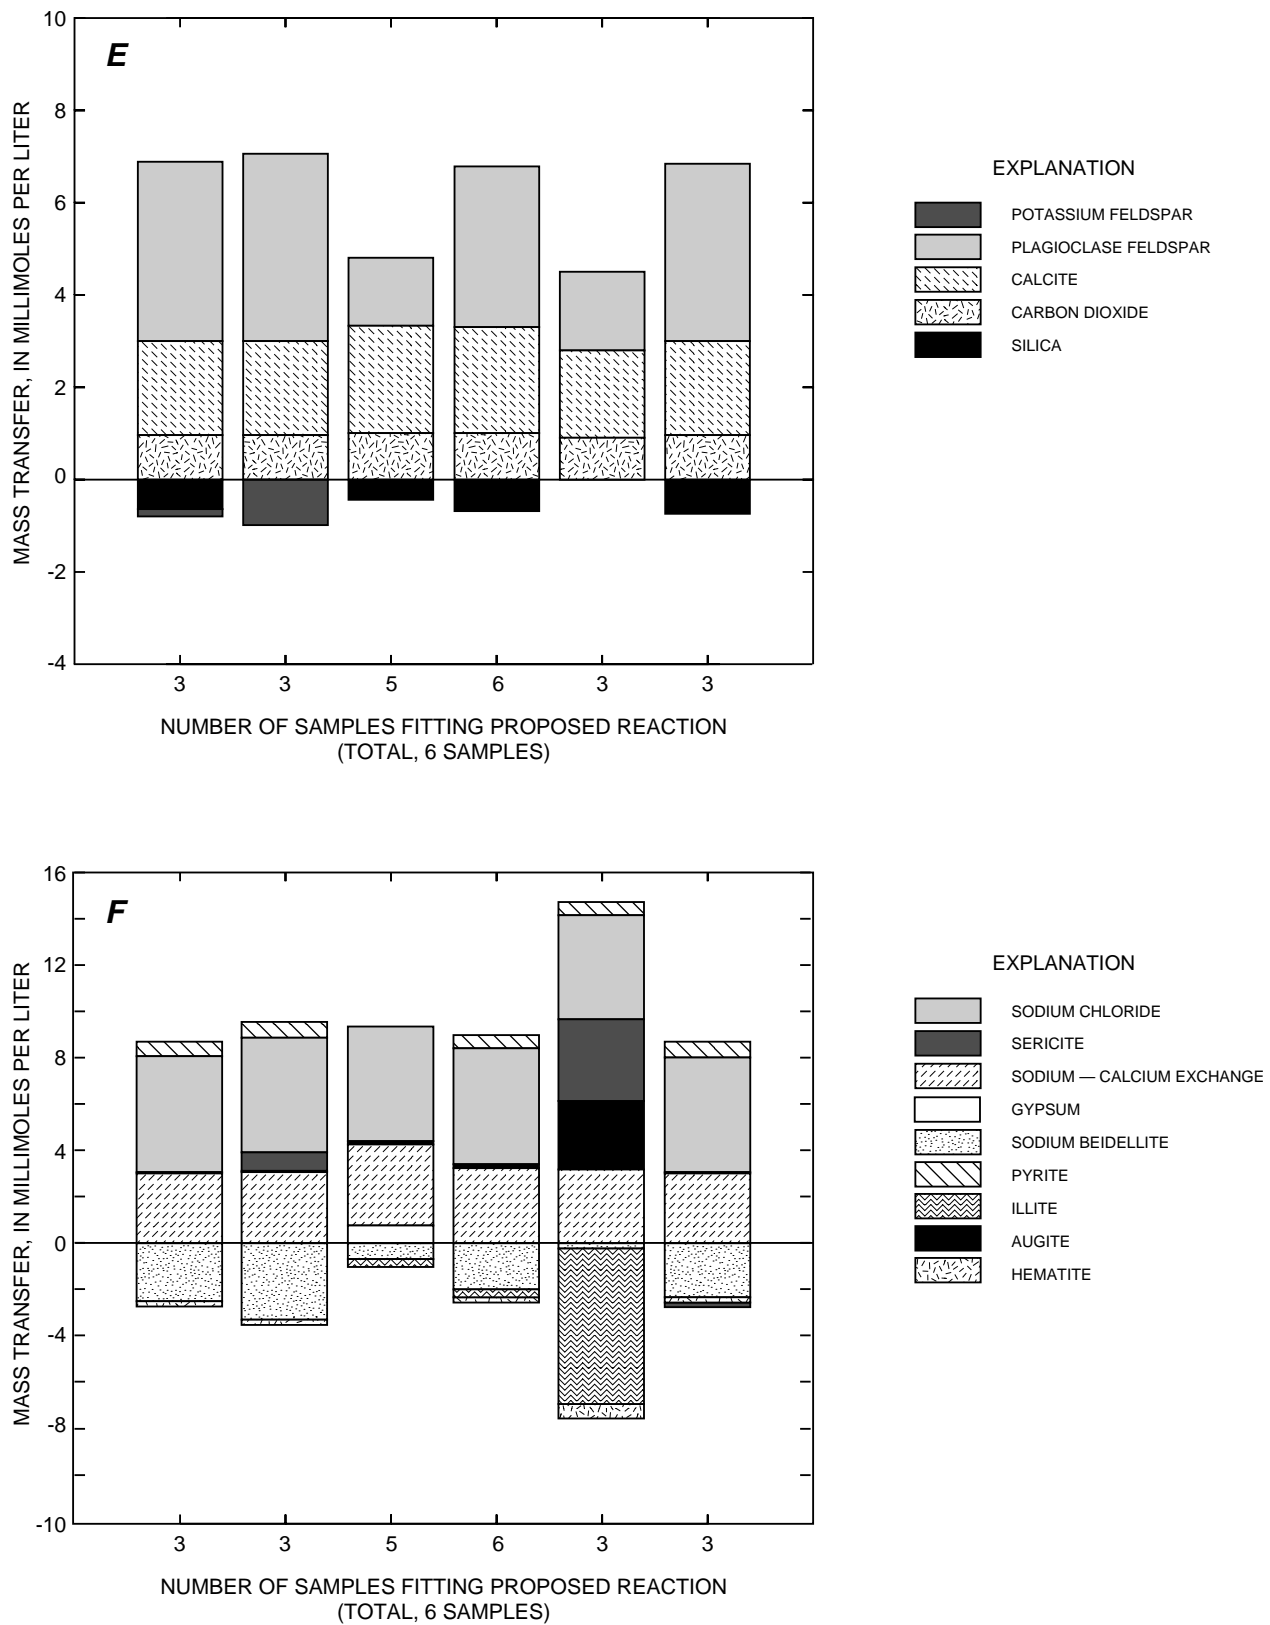 E
10
8
6
4
2
0
-2
-4
MASS TRANSFER, IN MILLIMOLES PER LITER
3 3 5 6 3 3
NUMBER OF SAMPLES FITTING PROPOSED REACTION
(TOTAL, 6 SAMPLES)
EXPLANATION
POTASSIUM FELDSPAR
PLAGIOCLASE FELDSPAR
CALCITE
CARBON DIOXIDE
SILICA
F
16
12
8
4
0
-4
-8
-10
MASS TRANSFER, IN MILLIMOLES PER LITER
3 3 5 6 3 3
NUMBER OF SAMPLES FITTING PROPOSED REACTION
(TOTAL, 6 SAMPLES)
EXPLANATION
SODIUM CHLORIDE
SERICITE
SODIUM — CALCIUM EXCHANGE
GYPSUM
SODIUM BEIDELLITE
PYRITE
ILLITE
AUGITE
HEMATITE